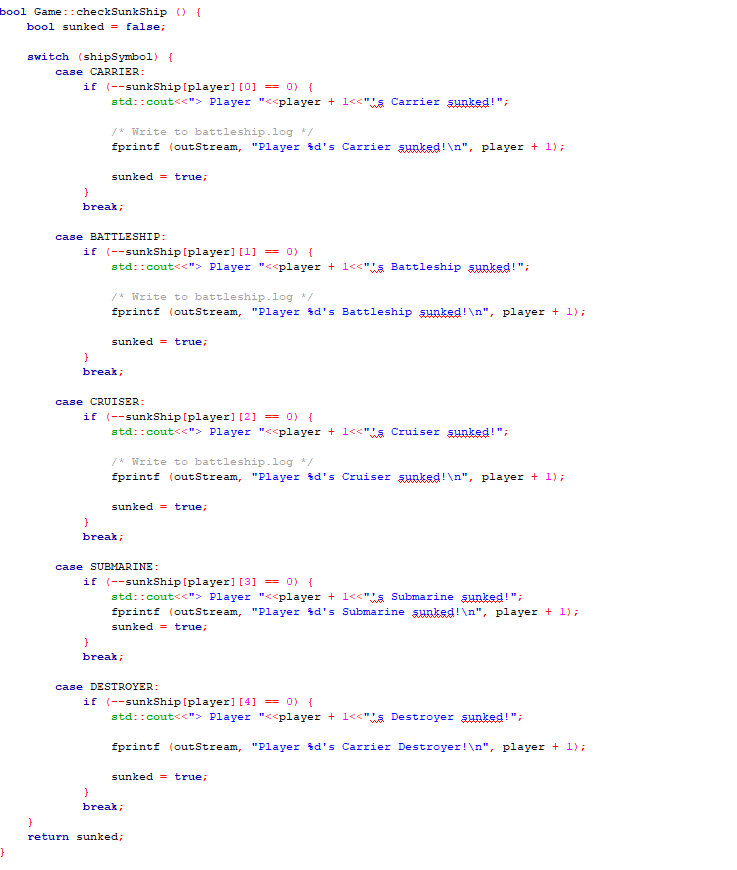 bool Game::checkSunkShip () {
    bool sunked = false;

    switch (shipSymbol) {
        case CARRIER:
            if (--sunkShip[player][0] == 0) {
                std::cout<<"> Player "<<player + 1<<"'s Carrier sunked!";

                /* Write to battleship.log */
                fprintf (outStream, "Player %d's Carrier sunked!\n", player + 1);

                sunked = true;
            }
            break;

        case BATTLESHIP:
            if (--sunkShip[player][1] == 0) {
                std::cout<<"> Player "<<player + 1<<"'s Battleship sunked!";

                /* Write to battleship.log */
                fprintf (outStream, "Player %d's Battleship sunked!\n", player + 1);

                sunked = true;
            }
            break;

        case CRUISER:
            if (--sunkShip[player][2] == 0) {
                std::cout<<"> Player "<<player + 1<<"'s Cruiser sunked!";

                /* Write to battleship.log */
                fprintf (outStream, "Player %d's Cruiser sunked!\n", player + 1);

                sunked = true;
            }
            break;

        case SUBMARINE:
            if (--sunkShip[player][3] == 0) {
                std::cout<<"> Player "<<player + 1<<"'s Submarine sunked!";
                fprintf (outStream, "Player %d's Submarine sunked!\n", player + 1);
                sunked = true;
            }
            break;

        case DESTROYER:
            if (--sunkShip[player][4] == 0) {
                std::cout<<"> Player "<<player + 1<<"'s Destroyer sunked!";

                fprintf (outStream, "Player %d's Carrier Destroyer!\n", player + 1);

                sunked = true;
            }
            break;
    }
    return sunked;
}